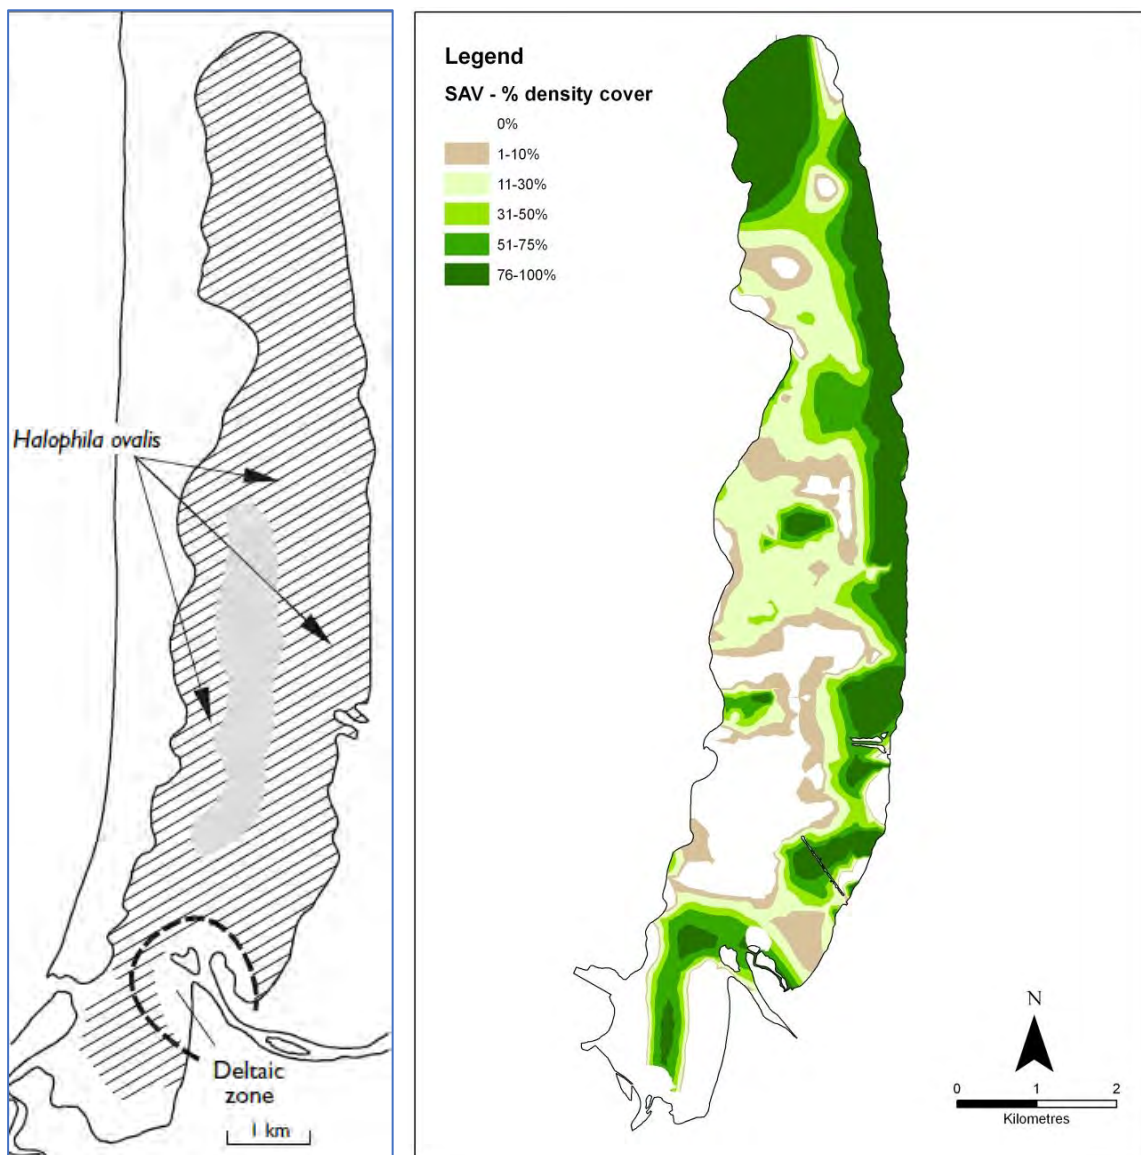 Halophila ovalis
Deltaic
zone
1 km
Legend
SAV - % density cover
0%
1-10%
11-30%
31-50%
51-75%
76-100%
N
0 1 2
Kilometres